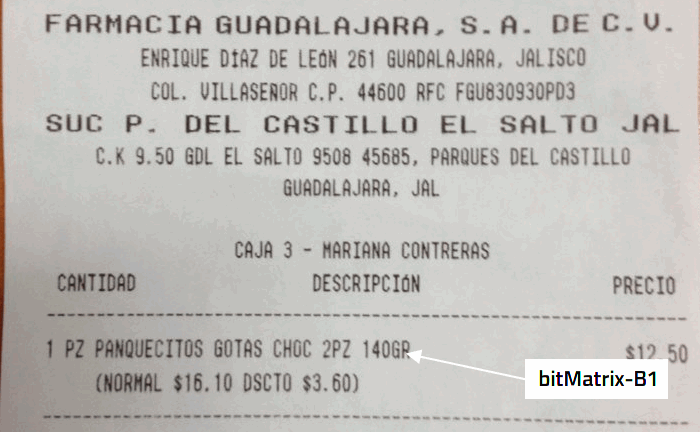 FARMACIA GUADALAJARA, S.A. DE C.V.
ENRIQUE DÍAZ DE LEÓN 261 GUADALAJARA, JALISCO
COL. VILLASEÑOR C.P. 44600 RFC FGU830930PD3
SUC P. DEL CASTILLO EL SALTO JAL
C.K 9.50 GDL EL SALTO 9508 45685, PARQUES DEL CASTILLO
GUADALAJARA, JAL
CAJA 3 - MARIANA CONTRERAS
CANTIDAD DESCRIPCIÓN PRECIO
1 PZ PANQUECITOS GOTAS CHOC 2PZ 140GR $12.50
(NORMAL $16.10 DSCTO $3.60)
bitMatrix-B1